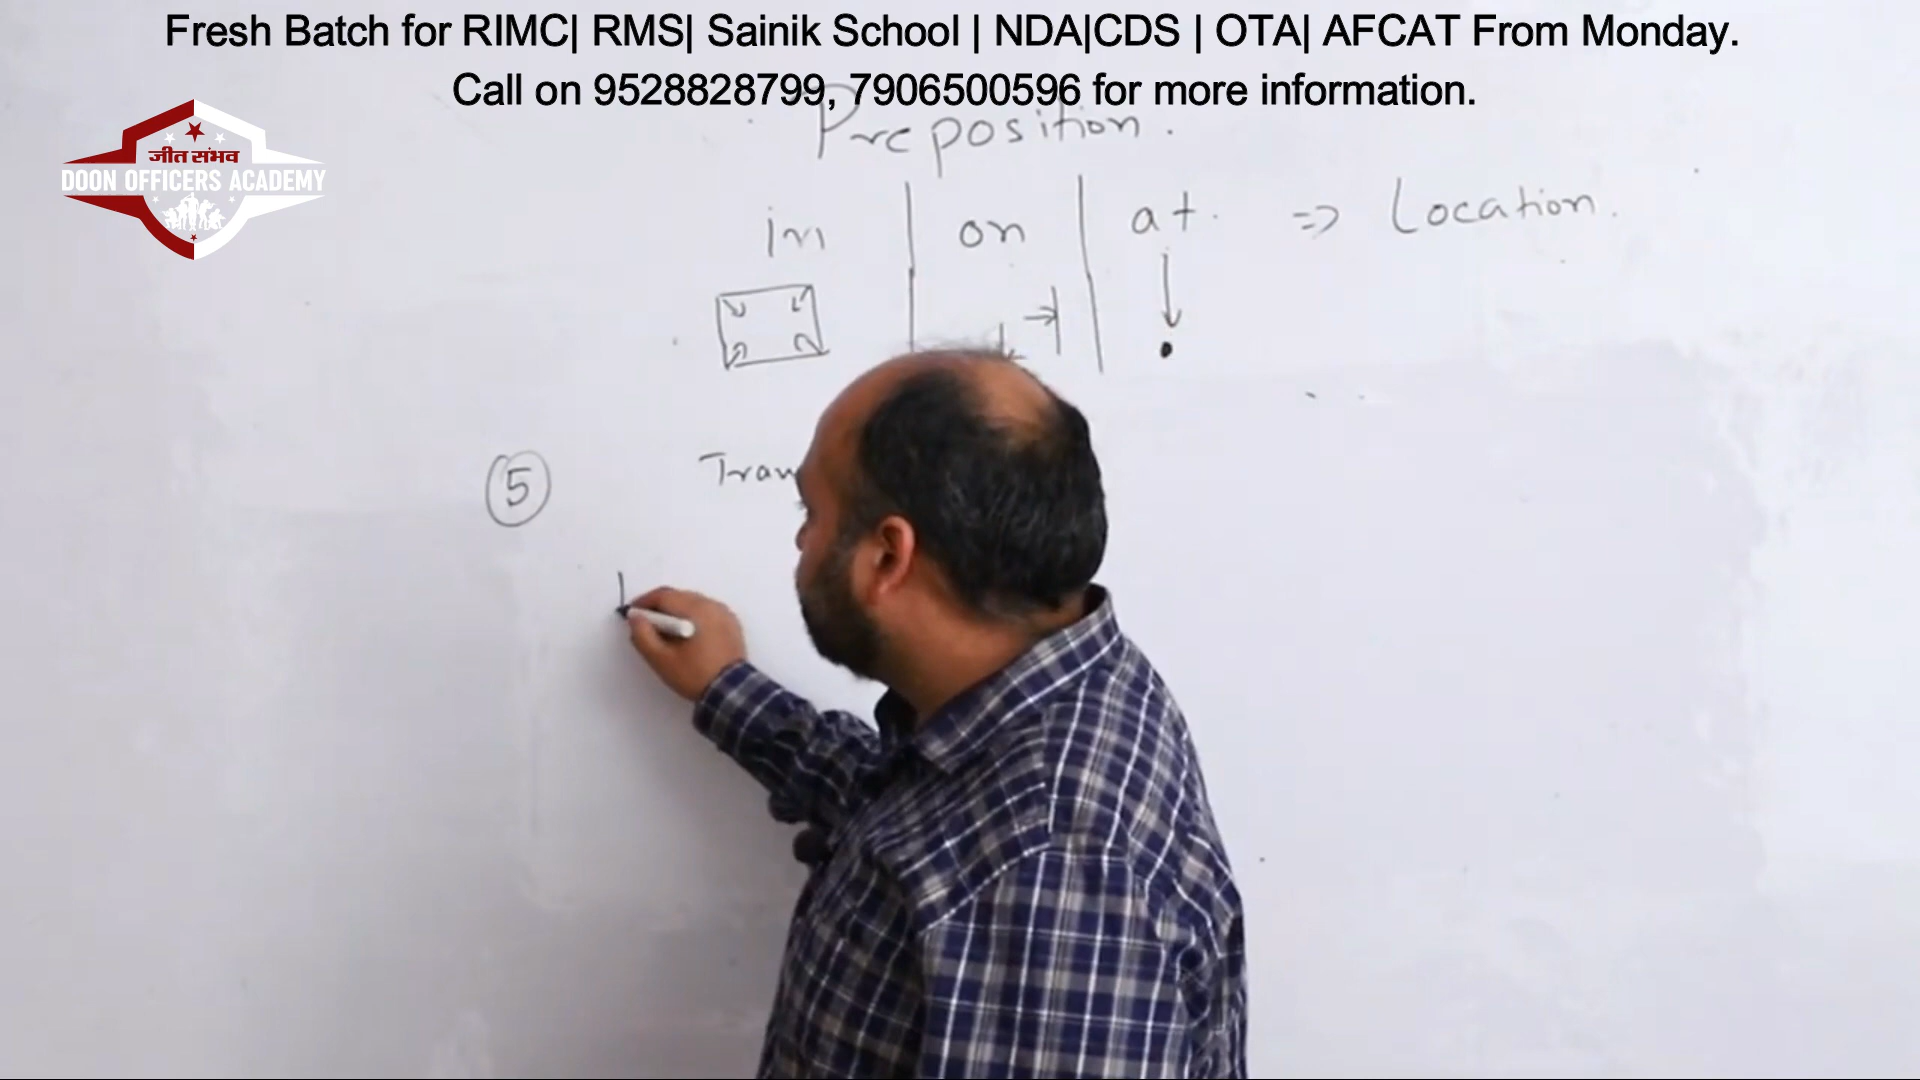 Fresh Batch for RIMC| RMS| Sainik School | NDA|CDS | OTA| AFCAT From Monday.
Call on 9528828799, 7906500596 for more information.
जीत संभव
DOON OFFICERS ACADEMY
Preposition.
in | on | at. => Location.
5